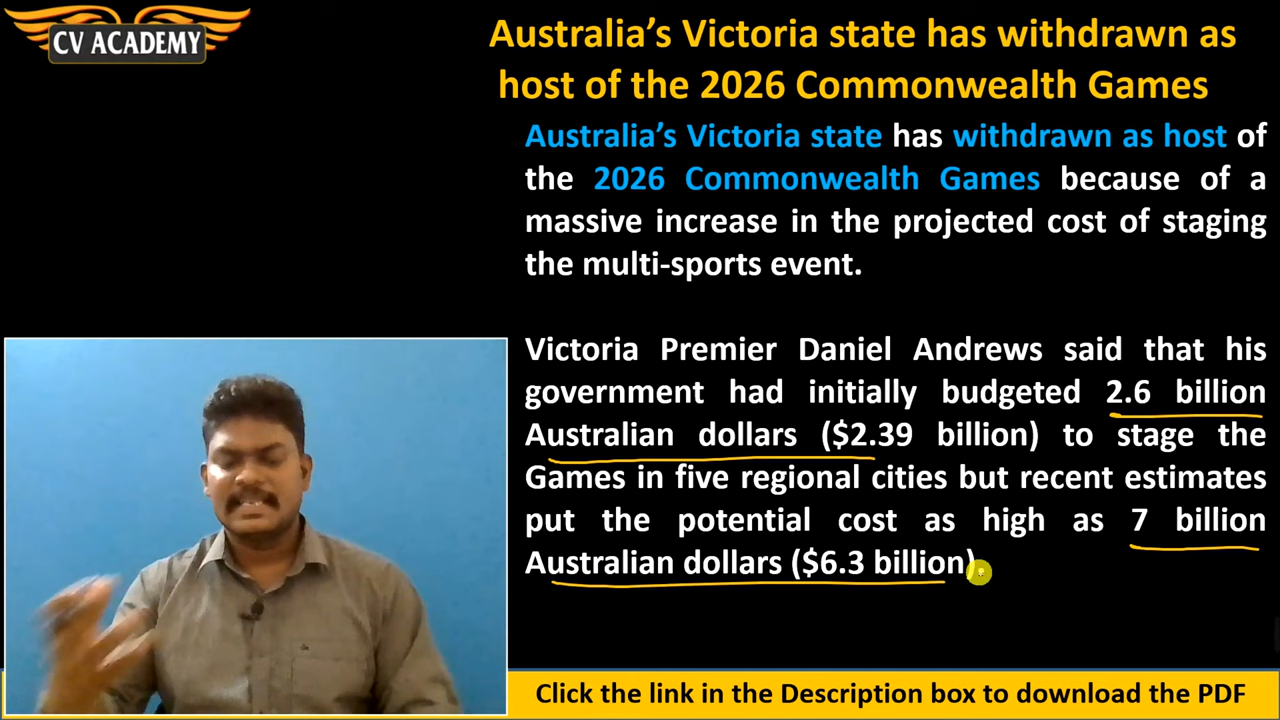 CV ACADEMY
Australia's Victoria state has withdrawn as
host of the 2026 Commonwealth Games
Australia's Victoria state has withdrawn as host of
the 2026 Commonwealth Games because of a
massive increase in the projected cost of staging
the multi-sports event.
Victoria Premier Daniel Andrews said that his
government had initially budgeted 2.6 billion
Australian dollars ($2.39 billion) to stage the
Games in five regional cities but recent estimates
put the potential cost as high as 7 billion
Australian dollars ($6.3 billion).
Click the link in the Description box to download the PDF